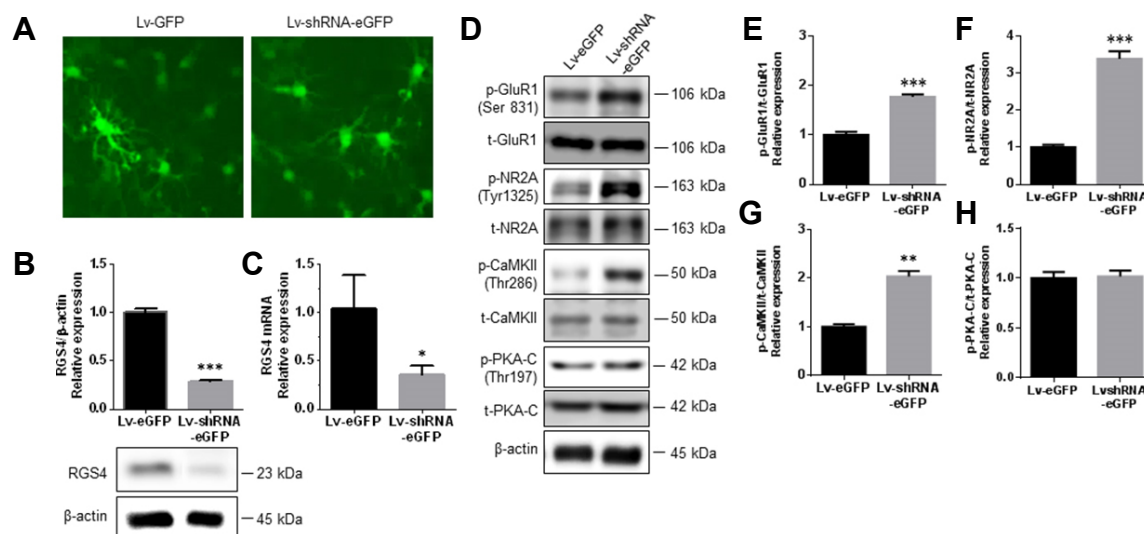 A
Lv-GFP
Lv-shRNA-eGFP
B
RGS4/β-actin
Relative expression
1.5
1.0
0.5
0.0
***
Lv-eGFP
Lv-shRNA
-eGFP
RGS4
23 kDa
β-actin
45 kDa
C
RGS4 mRNA
Relative expression
1.5
1.0
0.5
0.0
*
Lv-eGFP
Lv-shRNA
-eGFP
D
Lv-eGFP
Lv-shRNA
-eGFP
p-GluR1
(Ser 831)
106 kDa
t-GluR1
106 kDa
p-NR2A
(Tyr1325)
163 kDa
t-NR2A
163 kDa
p-CaMKII
(Thr286)
50 kDa
t-CaMKII
50 kDa
p-PKA-C
(Thr197)
42 kDa
t-PKA-C
42 kDa
β-actin
45 kDa
E
p-GluR1/t-GluR1
Relative expression
3
2
1
0
***
Lv-eGFP
Lv-shRNA
-eGFP
F
p-NR2A/t-NR2A
Relative expression
4
3
2
1
0
***
Lv-eGFP
Lv-shRNA
-eGFP
G
p-CaMKII/t-CaMKII
Relative expression
3
2
1
0
**
Lv-eGFP
Lv-shRNA
-eGFP
H
p-PKA-C/t-PKA-C
Relative expression
1.5
1.0
0.5
0.0
Lv-eGFP
LvshRNA
-eGFP